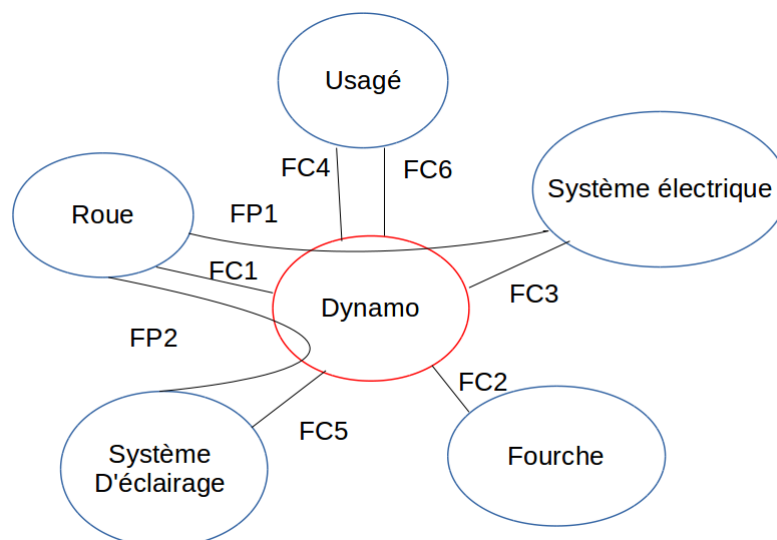 Usagé
FC4
FC6
Système électrique
Roue
FP1
FC1
FC3
Dynamo
FP2
FC2
FC5
Système
D'éclairage
Fourche